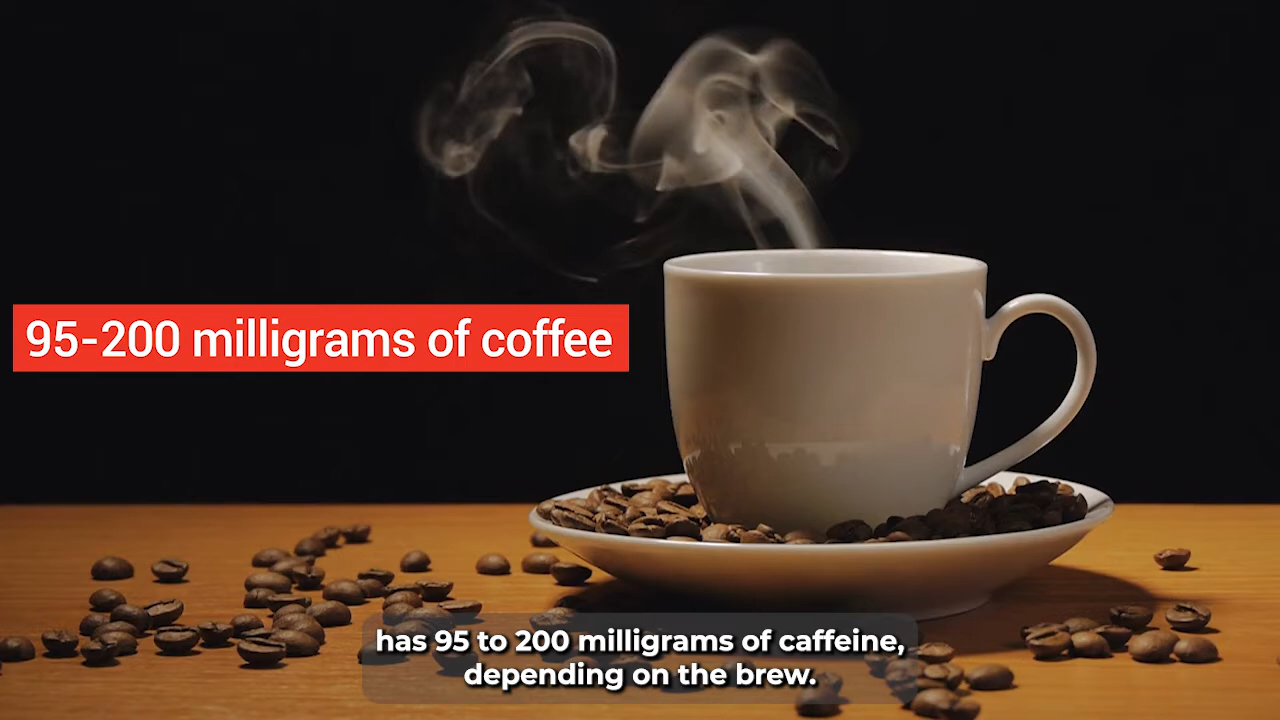 95-200 milligrams of coffee
has 95 to 200 milligrams of caffeine,
depending on the brew.